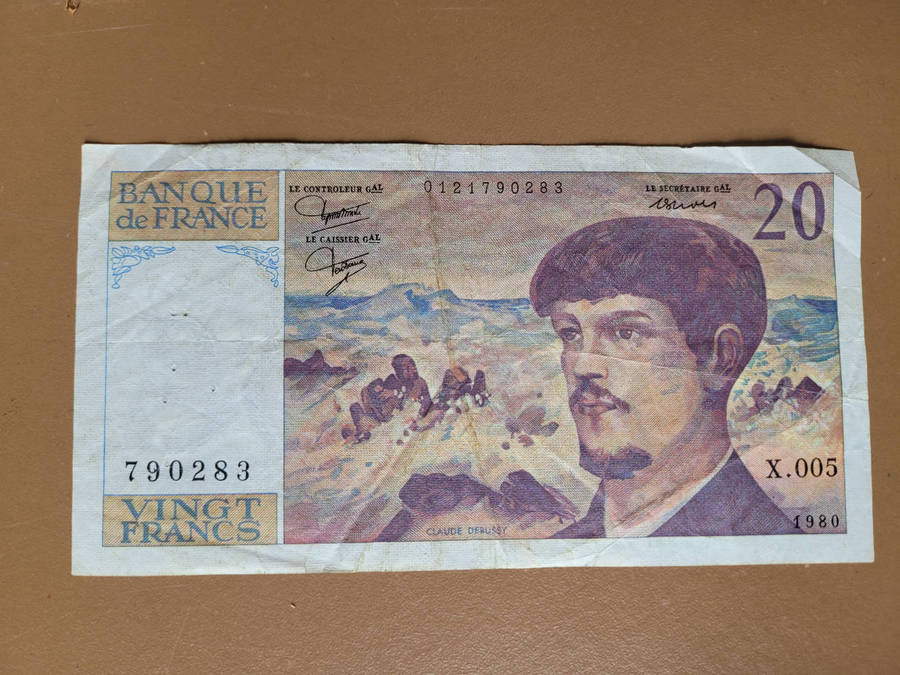 BANQUE
de FRANCE
LE CONTROLEUR GAL
0121790283
LE SECRÉTAIRE GAL
20
LE CAISSIER GAL
790283
X.005
VINGT
FRANCS
CLAUDE DEBUSSY
1980